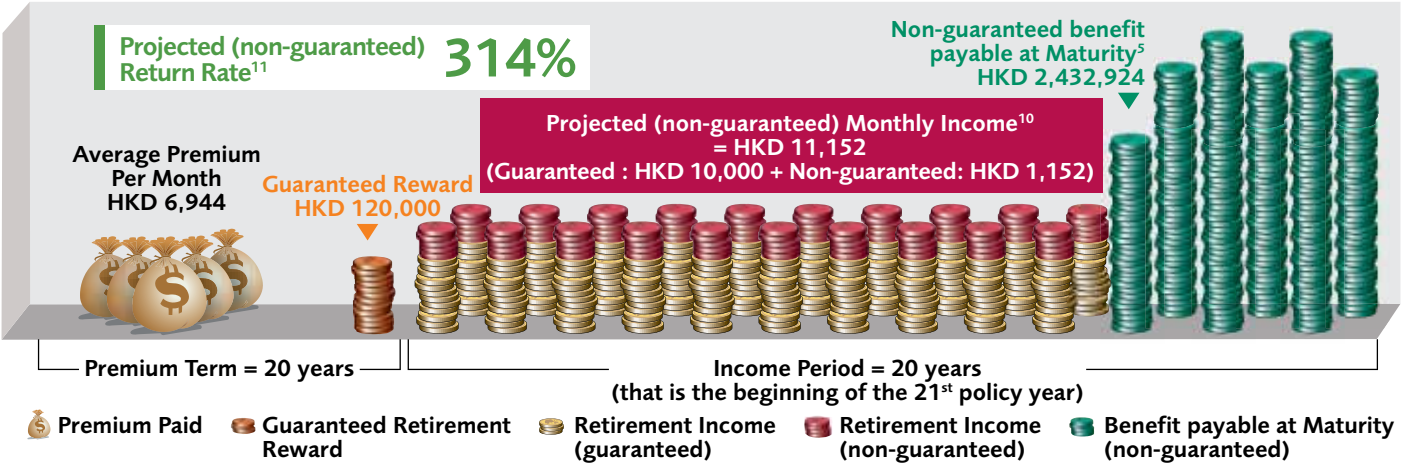 Projected (non-guaranteed)
Return Rate11
314%
Non-guaranteed benefit
payable at Maturity5
HKD 2,432,924
Projected (non-guaranteed) Monthly Income10
= HKD 11,152
(Guaranteed : HKD 10,000 + Non-guaranteed: HKD 1,152)
Average Premium
Per Month
HKD 6,944
Guaranteed Reward
HKD 120,000
Premium Term = 20 years
Income Period = 20 years
(that is the beginning of the 21st policy year)
Premium Paid
Guaranteed Retirement
Reward
Retirement Income
(guaranteed)
Retirement Income
(non-guaranteed)
Benefit payable at Maturity
(non-guaranteed)